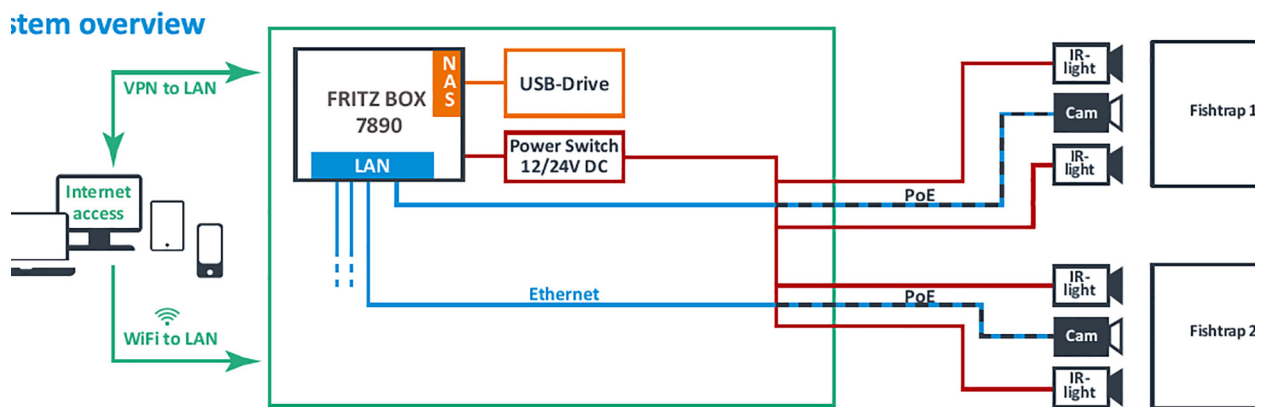 stem overview
VPN to LAN
Internet
access
WiFi to LAN
FRITZ BOX
7890
N
A
S
LAN
USB-Drive
Power Switch
12/24V DC
Ethernet
PoE
PoE
IR-
light
Cam
IR-
light
Fishtrap 1
IR-
light
Cam
IR-
light
Fishtrap 2